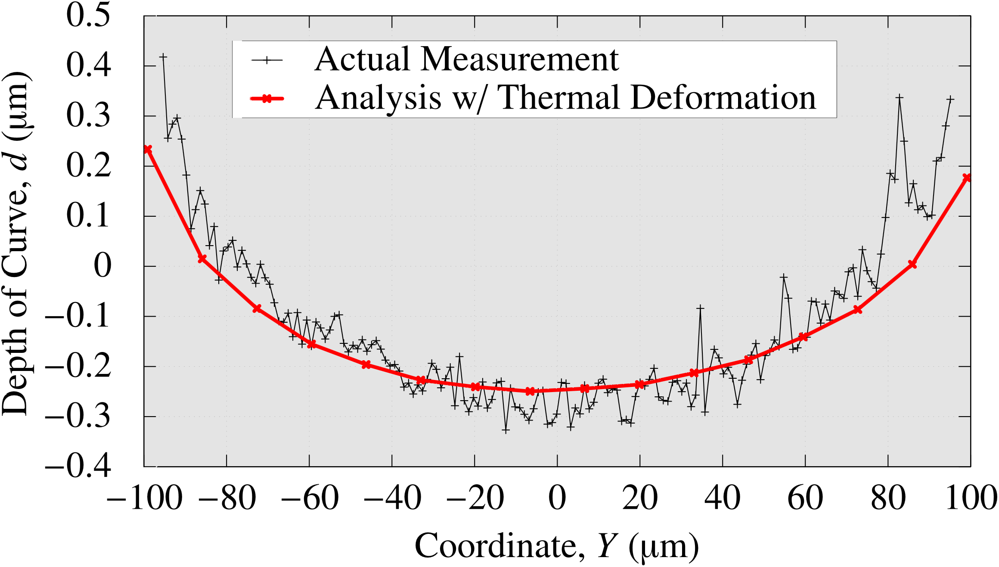 Depth of Curve, d (μm)
0.5
0.4
0.3
0.2
0.1
0
−0.1
−0.2
−0.3
−0.4
Actual Measurement
Analysis w/ Thermal Deformation
−100 −80 −60 −40 −20 0 20 40 60 80 100
Coordinate, Y (μm)